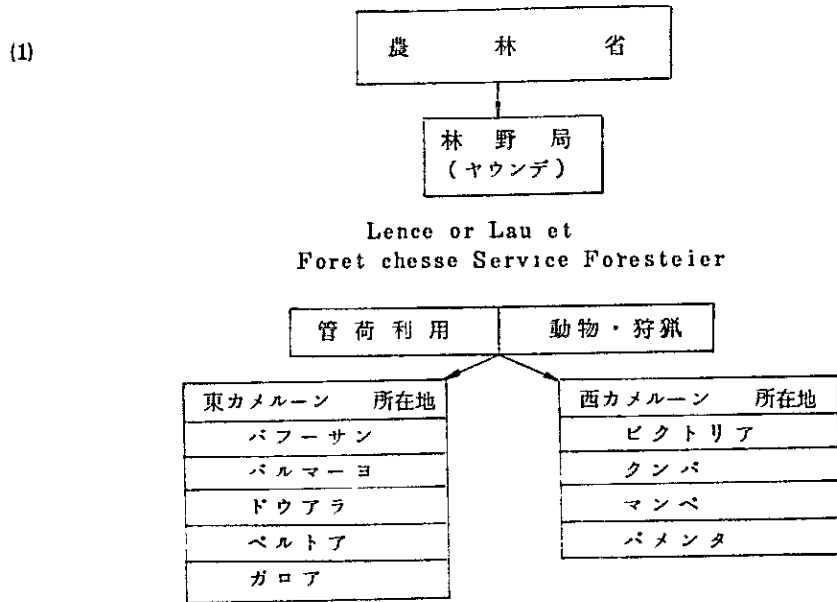 (1)
農林省
林野局
(ヤウンデ)
Lence or Lau et
Foret chesse Service Foresteier
管荷利用 動物・狩猟
東カメルーン 所在地
バフーサン
バルマーヨ
ドウアラ
ベルトア
ガロア
西カメルーン 所在地
ビクトリア
クンバ
マンベ
バメンタ